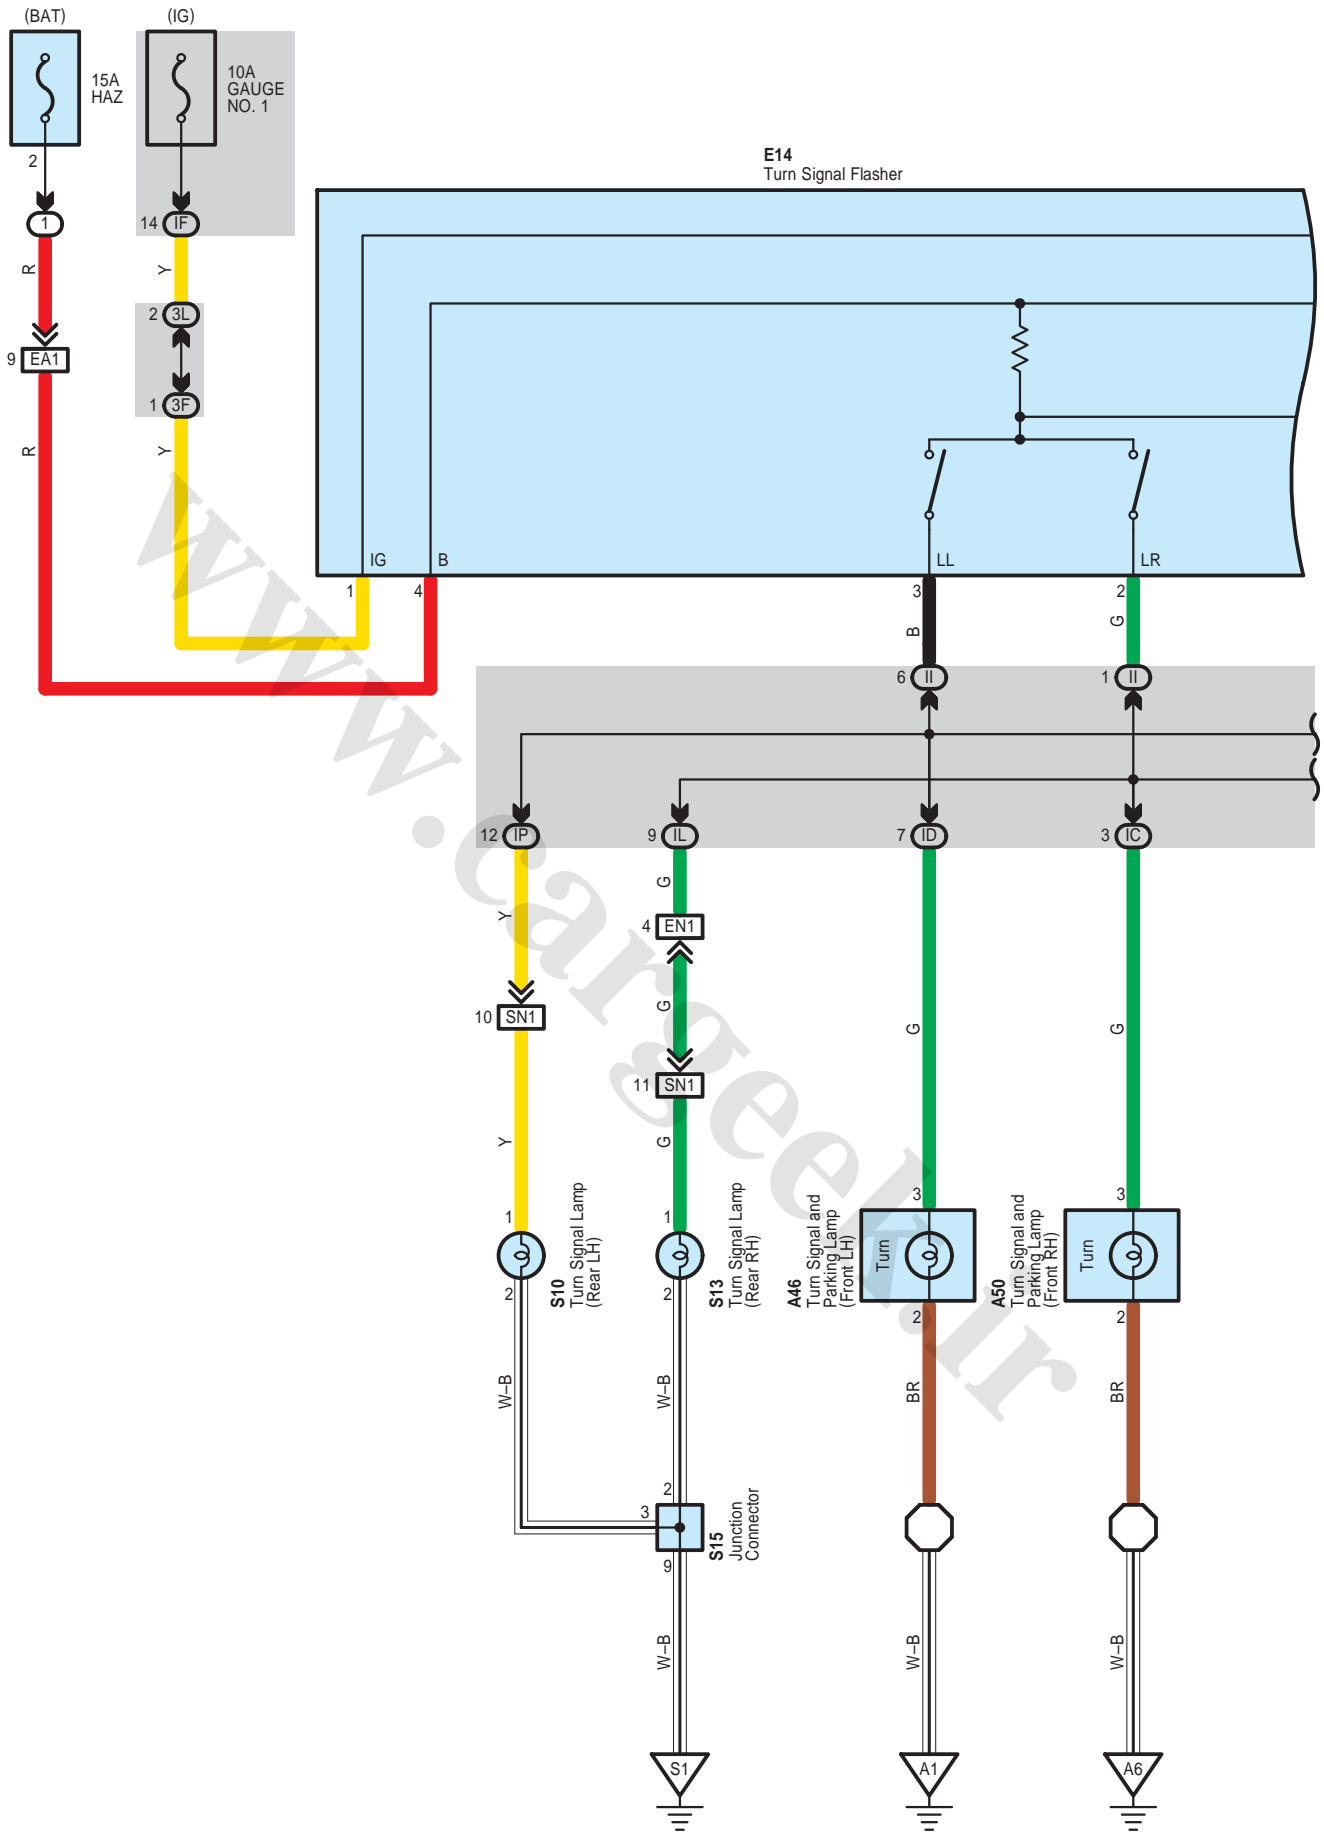 (BAT)
(IG)
15A
HAZ
10A
GAUGE
NO. 1
2
1
14 IF
R
Y
2 3L
9 EA1
1 3F
R
Y
E14
Turn Signal Flasher
IG
B
LL
LR
1
4
3
2
B
G
6 II
1 II
12 IP
9 IL
7 ID
3 IC
Y
G
4 EN1
10 SN1
G
11 SN1
G
G
Y
G
1
1
3
3
S10
Turn Signal Lamp
(Rear LH)
S13
Turn Signal Lamp
(Rear RH)
A46
Turn Signal and
Parking Lamp
(Front LH)
Turn
A50
Turn Signal and
Parking Lamp
(Front RH)
Turn
2
2
2
2
W–B
W–B
BR
BR
2
3
9
S15
Junction
Connector
W–B
W–B
W–B
S1
A1
A6
www.cargeek.ir